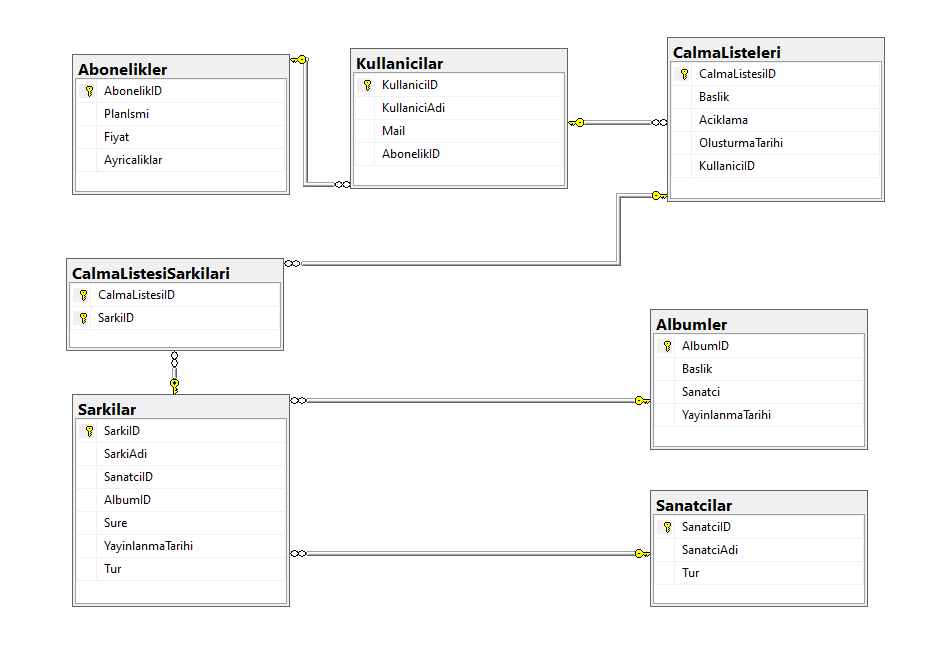 Abonelikler
AbonelikID
PlanIsmi
Fiyat
Ayricaliklar
Kullanicilar
KullaniciID
KullaniciAdi
Mail
AbonelikID
CalmaListeleri
CalmaListesiID
Baslik
Aciklama
OlusturmaTarihi
KullaniciID
CalmaListesiSarkilari
CalmaListesiID
SarkiID
Albumler
AlbumID
Baslik
Sanatci
YayinlanmaTarihi
Sarkilar
SarkiID
SarkiAdi
SanatciID
AlbumID
Sure
YayinlanmaTarihi
Tur
Sanatcilar
SanatciID
SanatciAdi
Tur